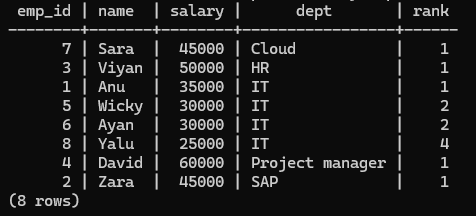 emp_id | name | salary | dept | rank
--------+-------+--------+-----------------+------
7 | Sara | 45000 | Cloud | 1
3 | Viyan | 50000 | HR | 1
1 | Anu | 35000 | IT | 1
5 | Wicky | 30000 | IT | 2
6 | Ayan | 30000 | IT | 2
8 | Yalu | 25000 | IT | 4
4 | David | 60000 | Project manager | 1
2 | Zara | 45000 | SAP | 1
(8 rows)